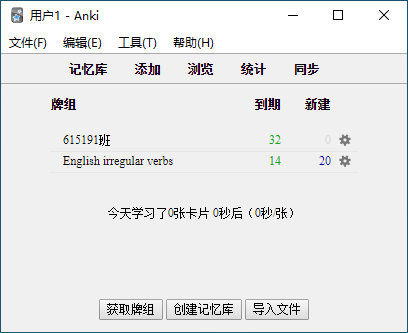 用户1 - Anki
文件(F) 编辑(E) 工具(T) 帮助(H)
记忆库 添加 浏览 统计 同步
牌组 到期 新建
615191班 32 0
English irregular verbs 14 20
今天学习了0张卡片 0秒后（0秒/张）
获取牌组 创建记忆库 导入文件